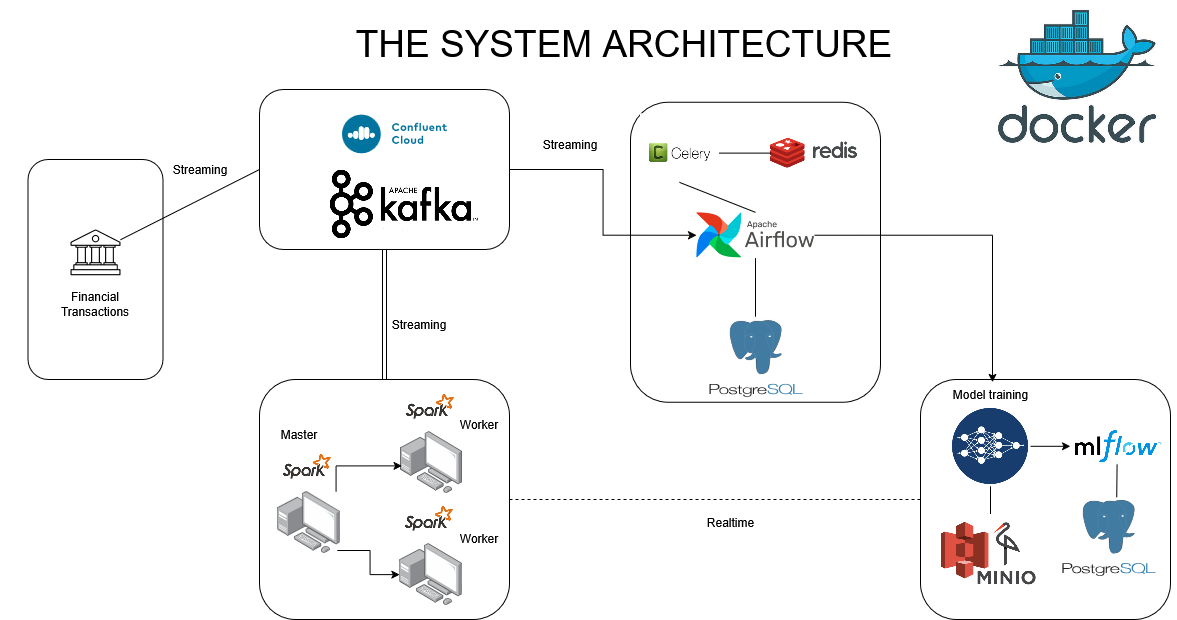 THE SYSTEM ARCHITECTURE
docker
Confluent
Cloud
APACHE
kafka
TM
Streaming
Streaming
Streaming
Financial
Transactions
C
Celery
redis
Apache
Airflow
PostgreSQL
Master
Spark
Spark
Worker
Spark
Worker
Realtime
Model training
mlflow
MINIO
PostgreSQL